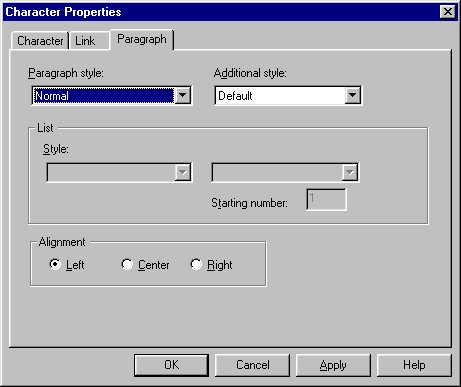 Character Properties
Character Link Paragraph
Paragraph style: Additional style:
Normal Default
List
Style:
Starting number: 1
Alignment
Left Center Right
OK Cancel Apply Help